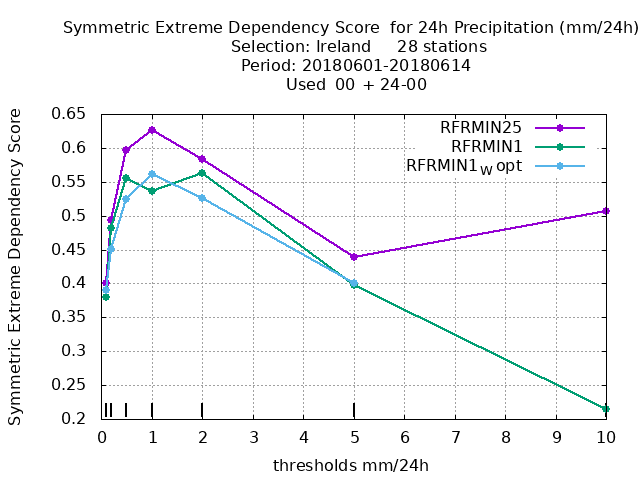 Symmetric Extreme Dependency Score for 24h Precipitation (mm/24h)
Selection: Ireland 28 stations
Period: 20180601-20180614
Used 00 + 24-00
Symmetric Extreme Dependency Score
0.65
0.6
0.55
0.5
0.45
0.4
0.35
0.3
0.25
0.2
RFRMIN25
RFRMIN1
RFRMIN1W opt
0 1 2 3 4 5 6 7 8 9 10
thresholds mm/24h